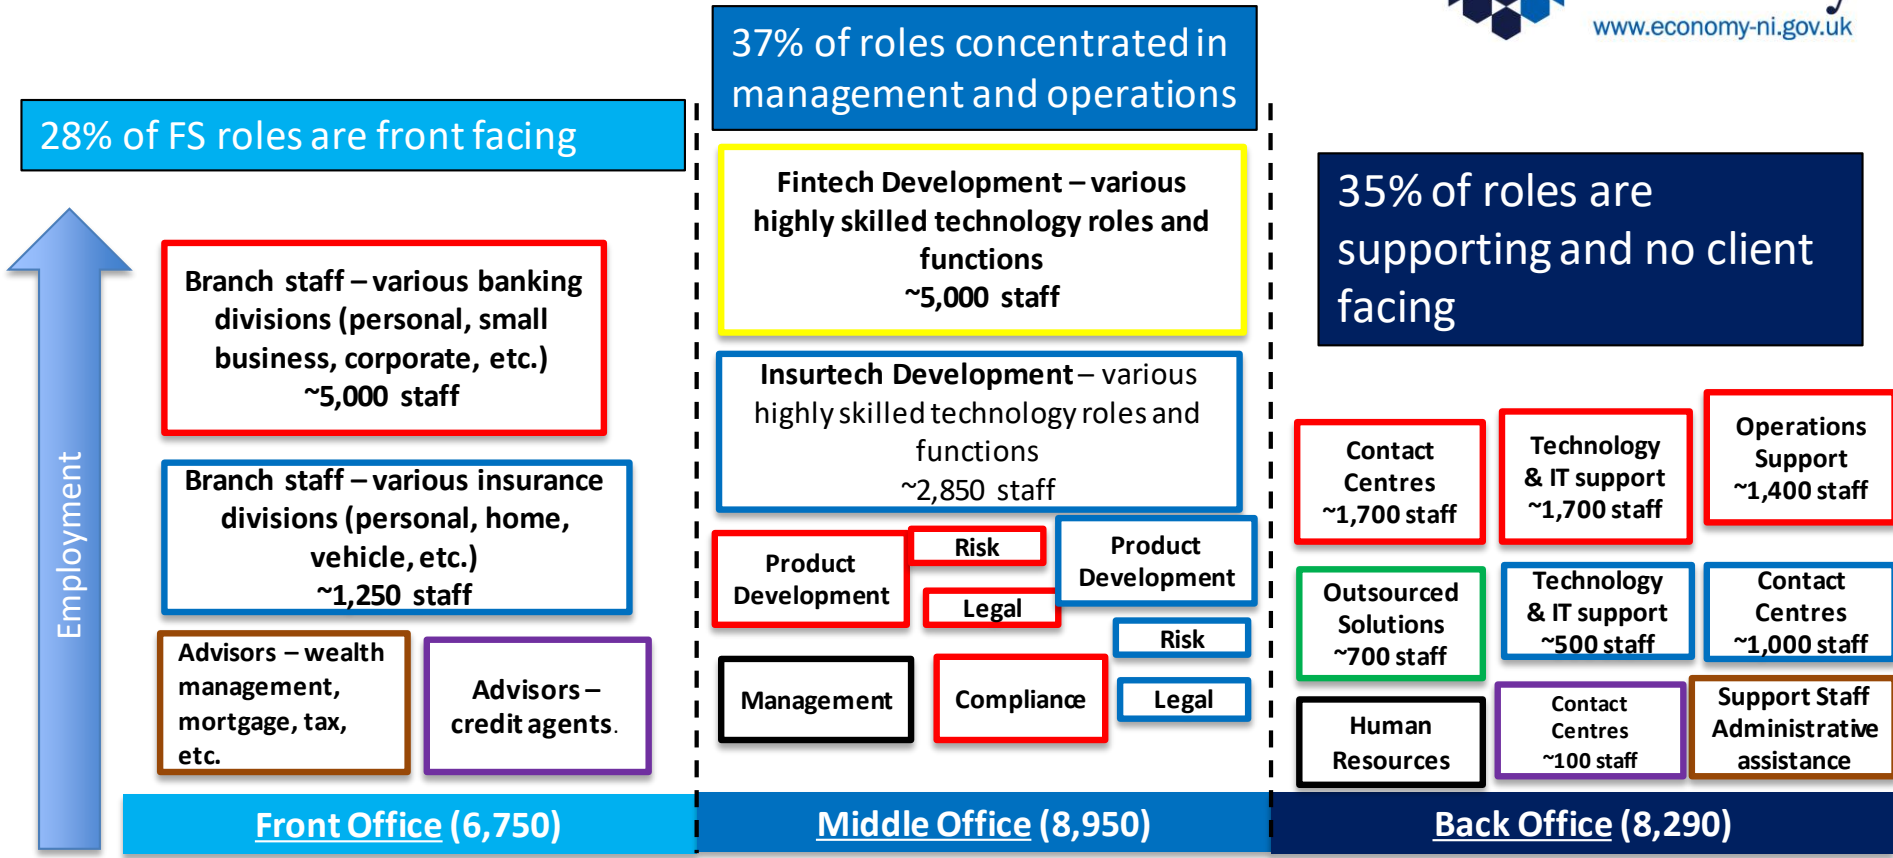 www.economy-ni.gov.uk
28% of FS roles are front facing
37% of roles concentrated in
management and operations
35% of roles are
supporting and no client
facing
Employment
Branch staff – various banking
divisions (personal, small
business, corporate, etc.)
~5,000 staff
Branch staff – various insurance
divisions (personal, home,
vehicle, etc.)
~1,250 staff
Advisors – wealth
management,
mortgage, tax,
etc.
Advisors –
credit agents.
Front Office (6,750)
Fintech Development – various
highly skilled technology roles and
functions
~5,000 staff
Insurtech Development – various
highly skilled technology roles and
functions
~2,850 staff
Product
Development
Risk
Legal
Product
Development
Risk
Legal
Management
Compliance
Middle Office (8,950)
Contact
Centres
~1,700 staff
Technology
& IT support
~1,700 staff
Operations
Support
~1,400 staff
Outsourced
Solutions
~700 staff
Technology
& IT support
~500 staff
Contact
Centres
~1,000 staff
Human
Resources
Contact
Centres
~100 staff
Support Staff
Administrative
assistance
Back Office (8,290)